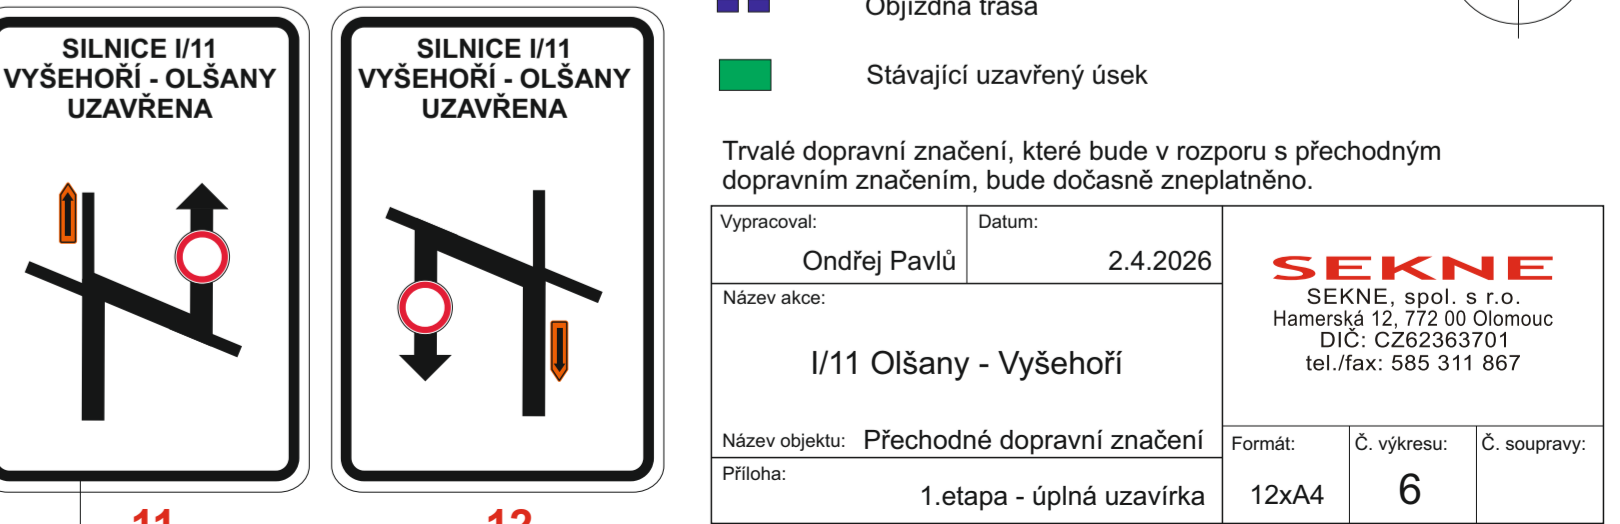 SILNICE I/11
VYŠEHOŘÍ - OLŠANY
UZAVŘENA
11
SILNICE I/11
VYŠEHOŘÍ - OLŠANY
UZAVŘENA
12
Objízdná trasa
Stávající uzavřený úsek
Trvalé dopravní značení, které bude v rozporu s přechodným
dopravním značením, bude dočasně zneplatněno.
Vypracoval:
Ondřej Pavlů
Datum:
2.4.2026
Název akce:
I/11 Olšany - Vyšehoří
Název objektu: Přechodné dopravní značení
Příloha:
1.etapa - úplná uzavírka
SEKNE
SEKNE, spol. s r.o.
Hamerská 12, 772 00 Olomouc
DIČ: CZ62363701
tel./fax: 585 311 867
Formát:
12xA4
Č. výkresu:
6
Č. soupravy: